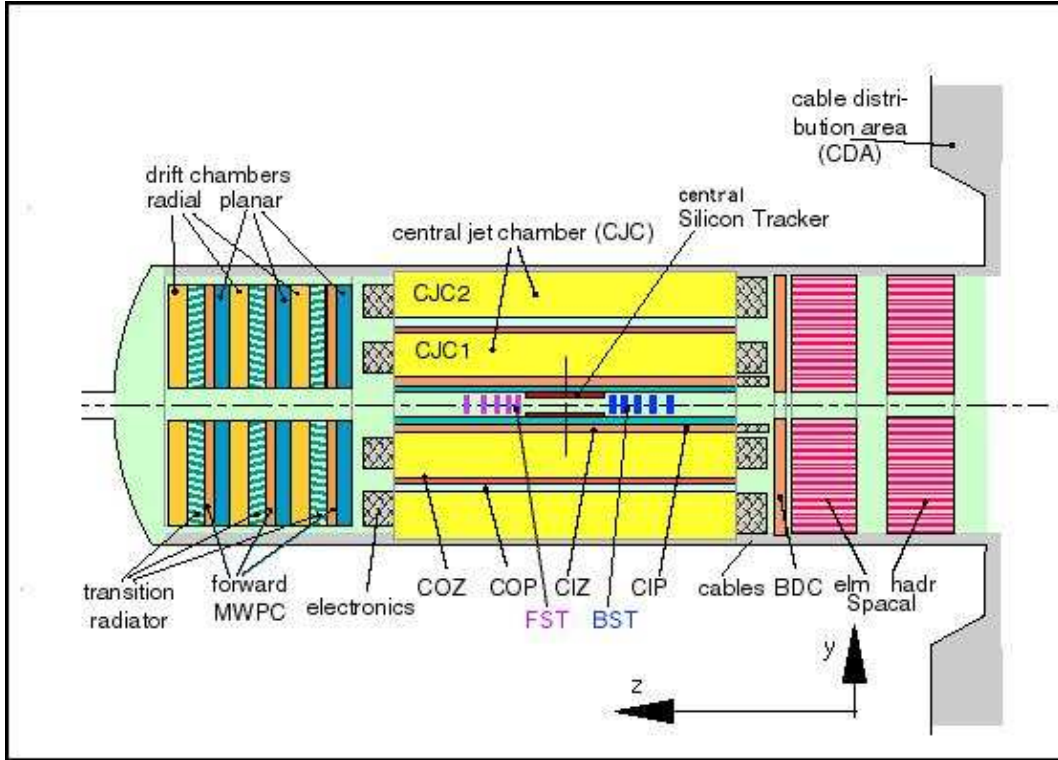 cable distri-
bution area
(CDA)
drift chambers
radial planar
central
Silicon Tracker
central jet chamber (CJC)
CJC2
CJC1
transition
radiator
forward
MWPC
electronics
COZ
COP
CIZ
CIP
FST
BST
cables
BDC
elm hadr
Spacal
y
z